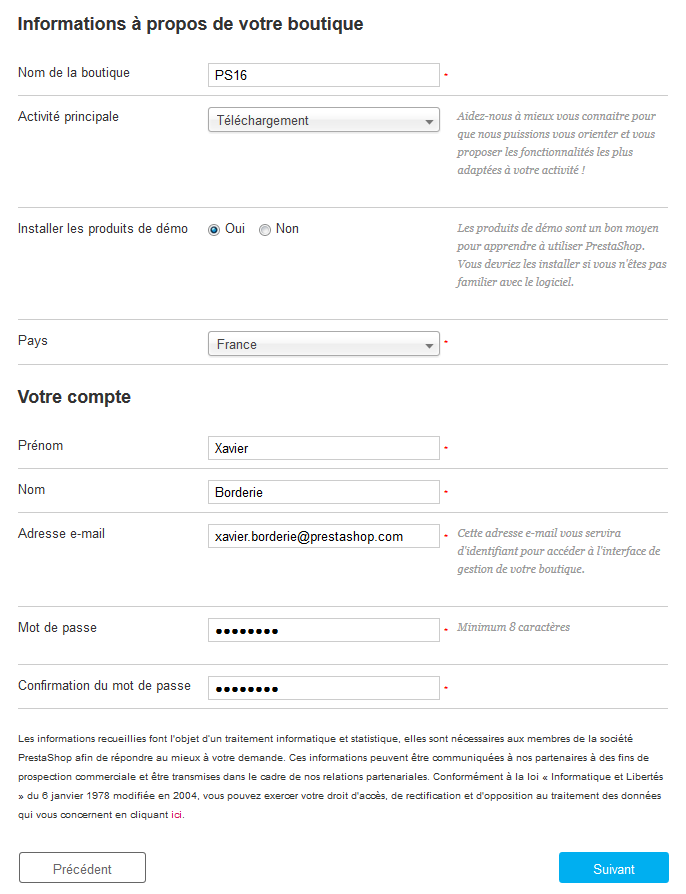 Informations à propos de votre boutique
Nom de la boutique
PS16
*
Activité principale
Téléchargement
Aidez-nous à mieux vous connaitre pour
que nous puissions vous orienter et vous
proposer les fonctionnalités les plus
adaptées à votre activité !
Installer les produits de démo
Oui
Non
Les produits de démo sont un bon moyen
pour apprendre à utiliser PrestaShop.
Vous devriez les installer si vous n'êtes pas
familier avec le logiciel.
Pays
France
*
Votre compte
Prénom
Xavier
*
Nom
Borderie
*
Adresse e-mail
xavier.borderie@prestashop.com
*
Cette adresse e-mail vous servira
d'identifiant pour accéder à l'interface de
gestion de votre boutique.
Mot de passe
●●●●●●●●
*
Minimum 8 caractères
Confirmation du mot de passe
●●●●●●●●
*
Les informations recueillies font l'objet d'un traitement informatique et statistique, elles sont nécessaires aux membres de la société
PrestaShop afin de répondre au mieux à votre demande. Ces informations peuvent être communiquées à nos partenaires à des fins de
prospection commerciale et être transmises dans le cadre de nos relations partenariales. Conformément à la loi « Informatique et Libertés
» du 6 janvier 1978 modifiée en 2004, vous pouvez exercer votre droit d'accès, de rectification et d'opposition au traitement des données
qui vous concernent en cliquant ici.
Précédent
Suivant